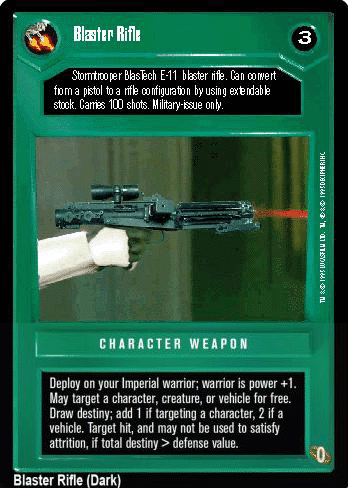 Blaster Rifle
3
Stormtrooper BlasTech E-11 blaster rifle. Can convert
from a pistol to a rifle configuration by using extendable
stock. Carries 100 shots. Military-issue only.
CHARACTER WEAPON
Deploy on your Imperial warrior; warrior is power +1.
May target a character, creature, or vehicle for free.
Draw destiny; add 1 if targeting a character, 2 if a
vehicle. Target hit, and may not be used to satisfy
attrition, if total destiny > defense value.
0
Blaster Rifle (Dark)